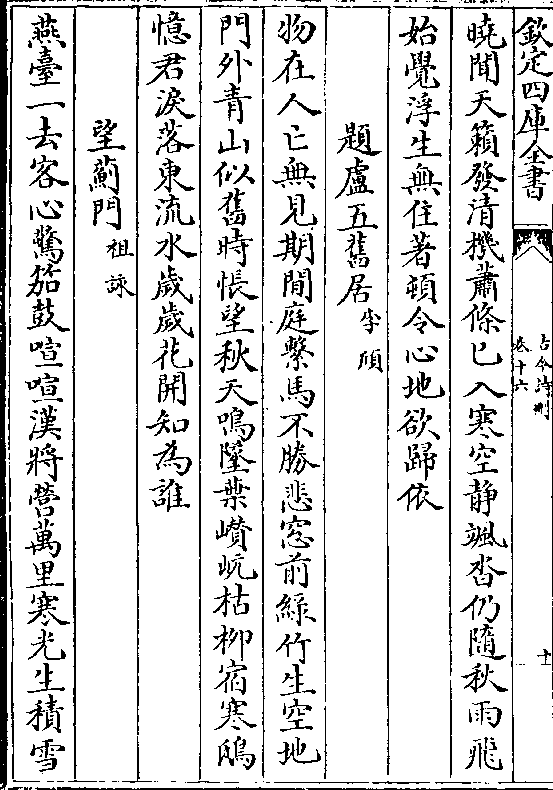 欽定四庫全書
古今詩刪
卷十六
十
曉聞天籟發清機蕭條已入寒空静颯沓仍隨秋雨飛
始覺浮生無住著頓令心地欲歸依
題盧五舊居李頎
物在人亡無見期閒庭繫馬不勝悲窓前綠竹生空地
門外青山似舊時悵望秋天鳴墜葉巑岏枯柳宿寒鴟
憶君淚落東流水歲歲花開知為誰
望薊門祖詠
燕臺一去客心驚笳鼓喧喧漢將營萬里寒光生積雪